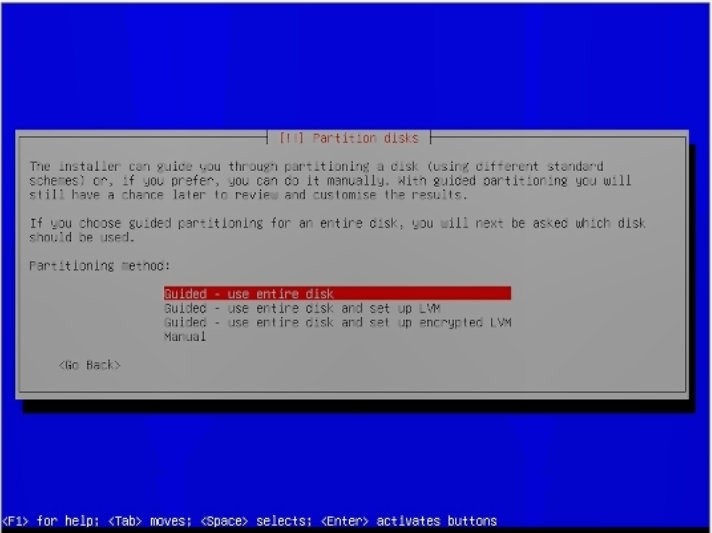 [!!] Partition disks
The installer can guide you through partitioning a disk (using different standard
schemes) or, if you prefer, you can do it manually. With guided partitioning you will
still have a chance later to review and customise the results.
If you choose guided partitioning for an entire disk, you will next be asked which disk
should be used.
Partitioning method:
Guided - use entire disk
Guided - use entire disk and set up LVM
Guided - use entire disk and set up encrypted LVM
Manual
<Go Back>
<F1> for help; <Tab> moves; <Space> selects; <Enter> activates buttons